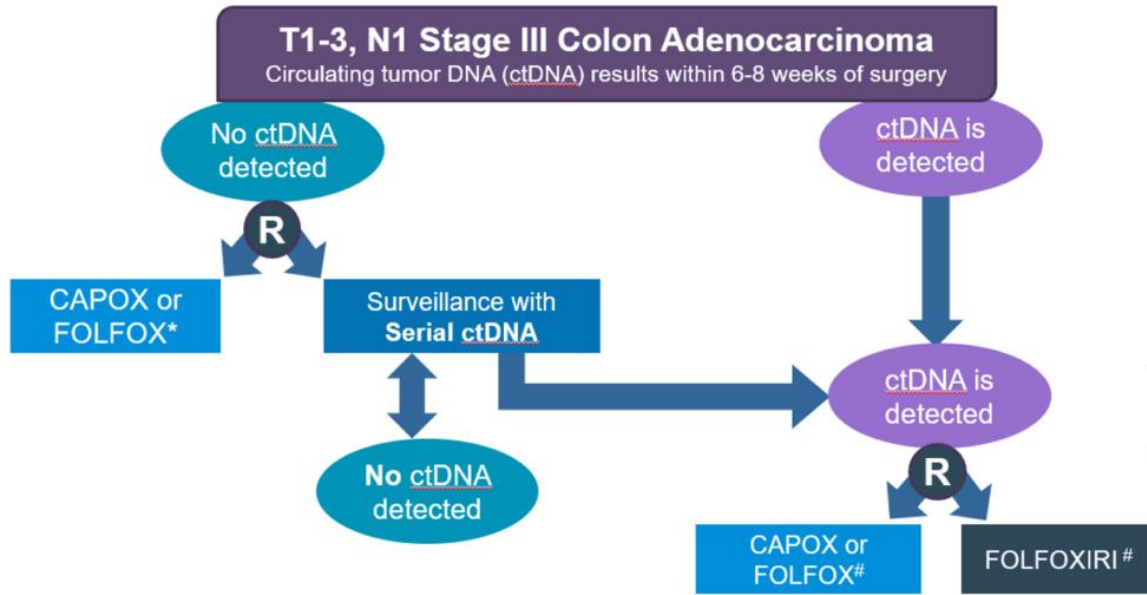 T1-3, N1 Stage III Colon Adenocarcinoma
Circulating tumor DNA (ctDNA) results within 6-8 weeks of surgery
No ctDNA
detected
ctDNA is
detected
R
CAPOX or
FOLFOX*
Surveillance with
Serial ctDNA
ctDNA is
detected
No ctDNA
detected
R
CAPOX or
FOLFOX#
FOLFOXIRI #